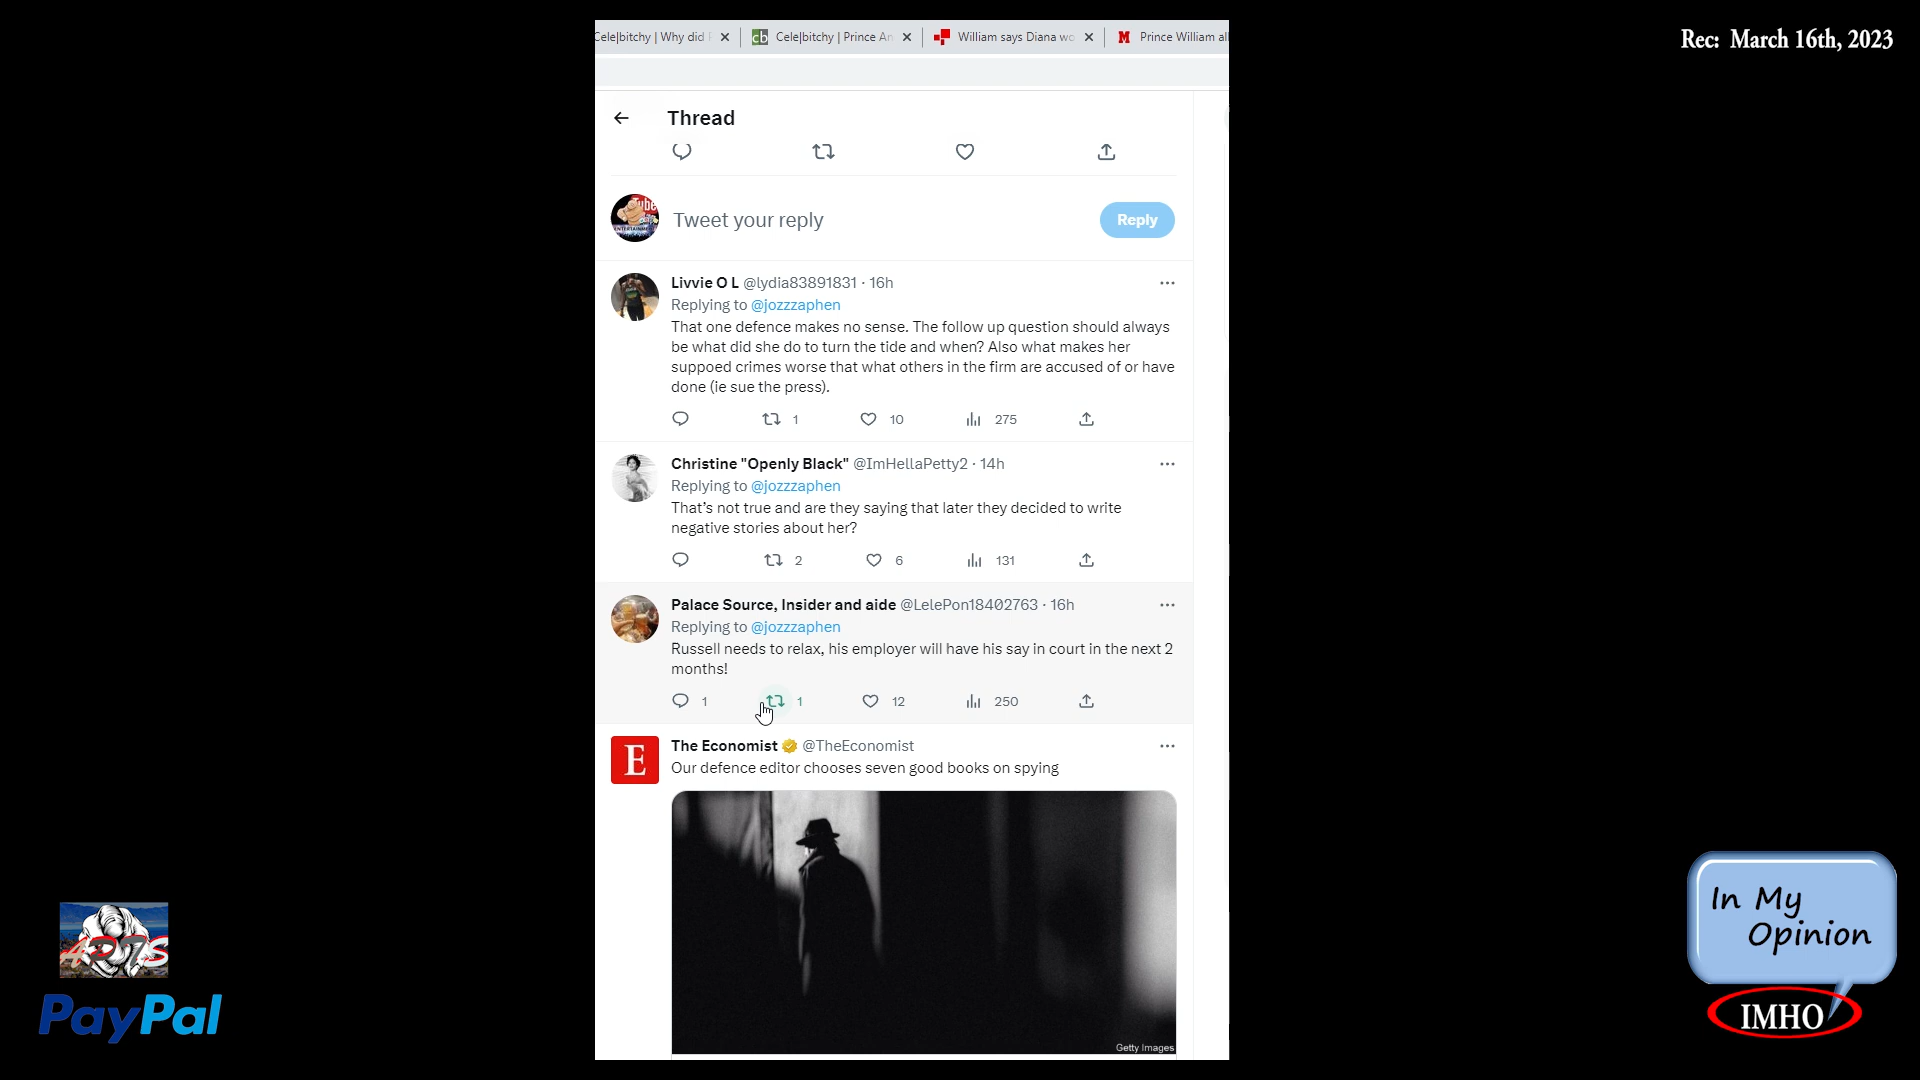 Rec: March 16th, 2023
Cele|bitchy | Why did
Cele|bitchy | Prince An
William says Diana wo
Prince William all
Thread
Tweet your reply
Reply
Livvie O L @lydia83891831 · 16h
Replying to @jozzzaphen
That one defence makes no sense. The follow up question should always
be what did she do to turn the tide and when? Also what makes her
suppoed crimes worse that what others in the firm are accused of or have
done (ie sue the press).
1 10 275
Christine "Openly Black" @ImHellaPetty2 · 14h
Replying to @jozzzaphen
That's not true and are they saying that later they decided to write
negative stories about her?
2 6 131
Palace Source, Insider and aide @LelePon18402763 · 16h
Replying to @jozzzaphen
Russell needs to relax, his employer will have his say in court in the next 2
months!
1 1 12 250
The Economist @TheEconomist
Our defence editor chooses seven good books on spying
E
Getty Images
PayPal
In My
Opinion
IMHO